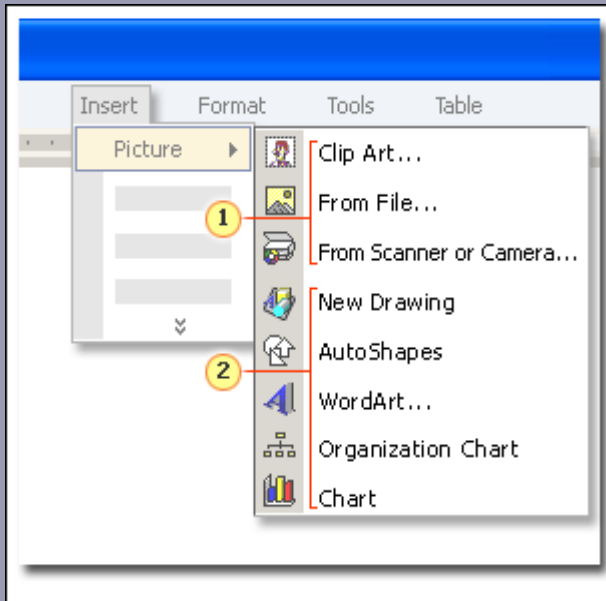 Insert Format Tools Table
Picture
Clip Art...
From File...
1
From Scanner or Camera...
New Drawing
AutoShapes
2
WordArt...
Organization Chart
Chart